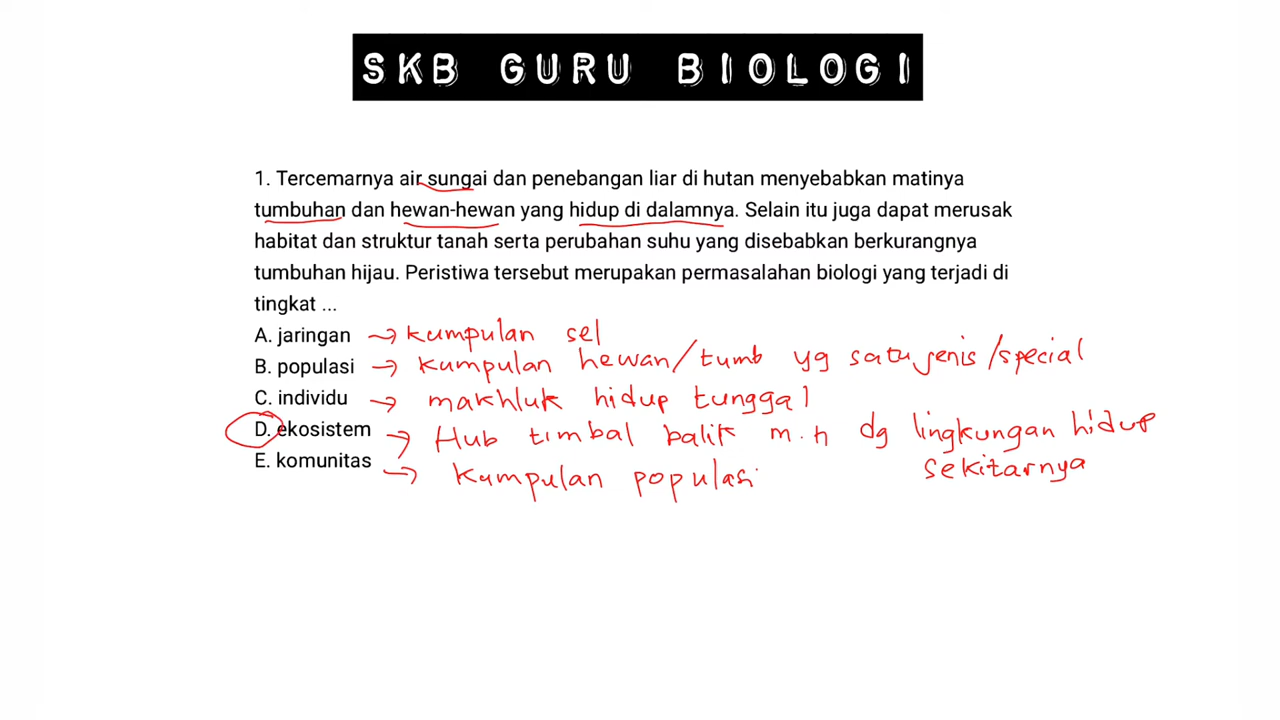 SKB GURU BIOLOGI
1. Tercemarnya air sungai dan penebangan liar di hutan menyebabkan matinya
tumbuhan dan hewan-hewan yang hidup di dalamnya. Selain itu juga dapat merusak
habitat dan struktur tanah serta perubahan suhu yang disebabkan berkurangnya
tumbuhan hijau. Peristiwa tersebut merupakan permasalahan biologi yang terjadi di
tingkat ...
A. jaringan → kumpulan sel
B. populasi → kumpulan hewan/tumb yg satu jenis/special
C. individu → makhluk hidup tunggal
D. ekosistem → Hub timbal balik m.h dg lingkungan hidup
sekitarnya
E. komunitas → kumpulan populasi